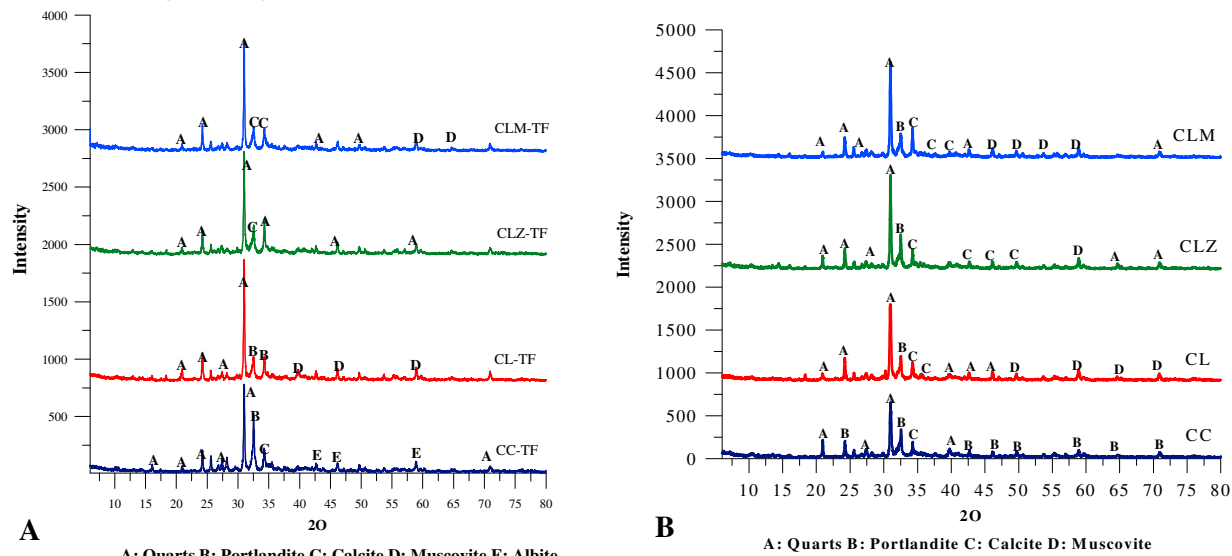 4000
3500
3000
2500
2000
1500
1000
500
Intensity
A
A A C C A A D D
CLM-TF
A
A A C A A A
CLZ-TF
A
A A A B B D D D
CL-TF
A
A A A A B C E E E A
CC-TF
10 15 20 25 30 35 40 45 50 55 60 65 70 75 80
2O
A
A: Quarts B: Portlandite C: Calcite D: Muscovite E: Albite
5000
4500
4000
3500
3000
2500
2000
1500
1000
500
0
Intensity
A
A A A B C C C A D D D D A
CLM
A
A A A B C C C C D A A
CLZ
A
A A B C C A A A D D D D
CL
A
A B A B C A B B B B B B
CC
10 15 20 25 30 35 40 45 50 55 60 65 70 75 80
2O
B
A: Quarts B: Portlandite C: Calcite D: Muscovite